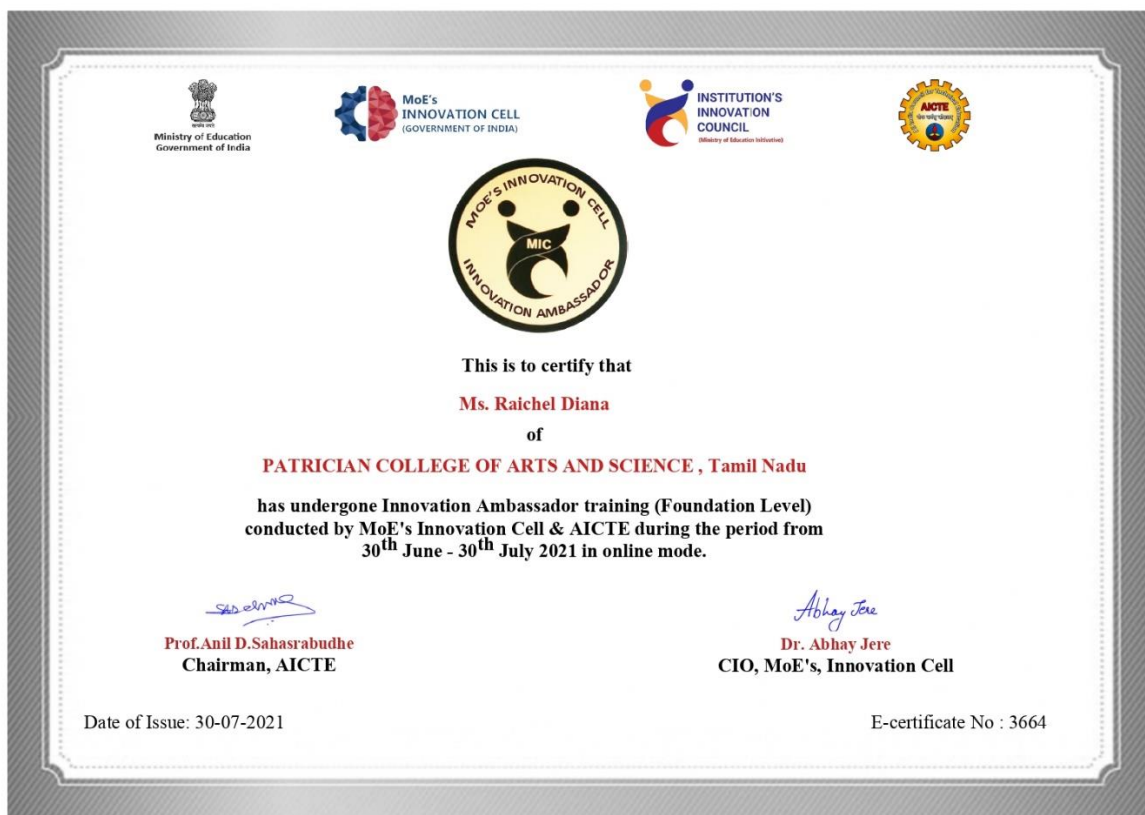 Ministry of Education
Government of India
MoE's
INNOVATION CELL
(GOVERNMENT OF INDIA)
INSTITUTION'S
INNOVATION
COUNCIL
(Ministry of Education Initiative)
AICTE
MOE'S INNOVATION CELL
MIC
INNOVATION AMBASSADOR
This is to certify that
Ms. Raichel Diana
of
PATRICIAN COLLEGE OF ARTS AND SCIENCE , Tamil Nadu
has undergone Innovation Ambassador training (Foundation Level)
conducted by MoE's Innovation Cell & AICTE during the period from
30th June - 30th July 2021 in online mode.
Abhay Jere
Prof.Anil D.Sahasrabudhe
Dr. Abhay Jere
Chairman, AICTE
CIO, MoE's, Innovation Cell
Date of Issue: 30-07-2021
E-certificate No : 3664